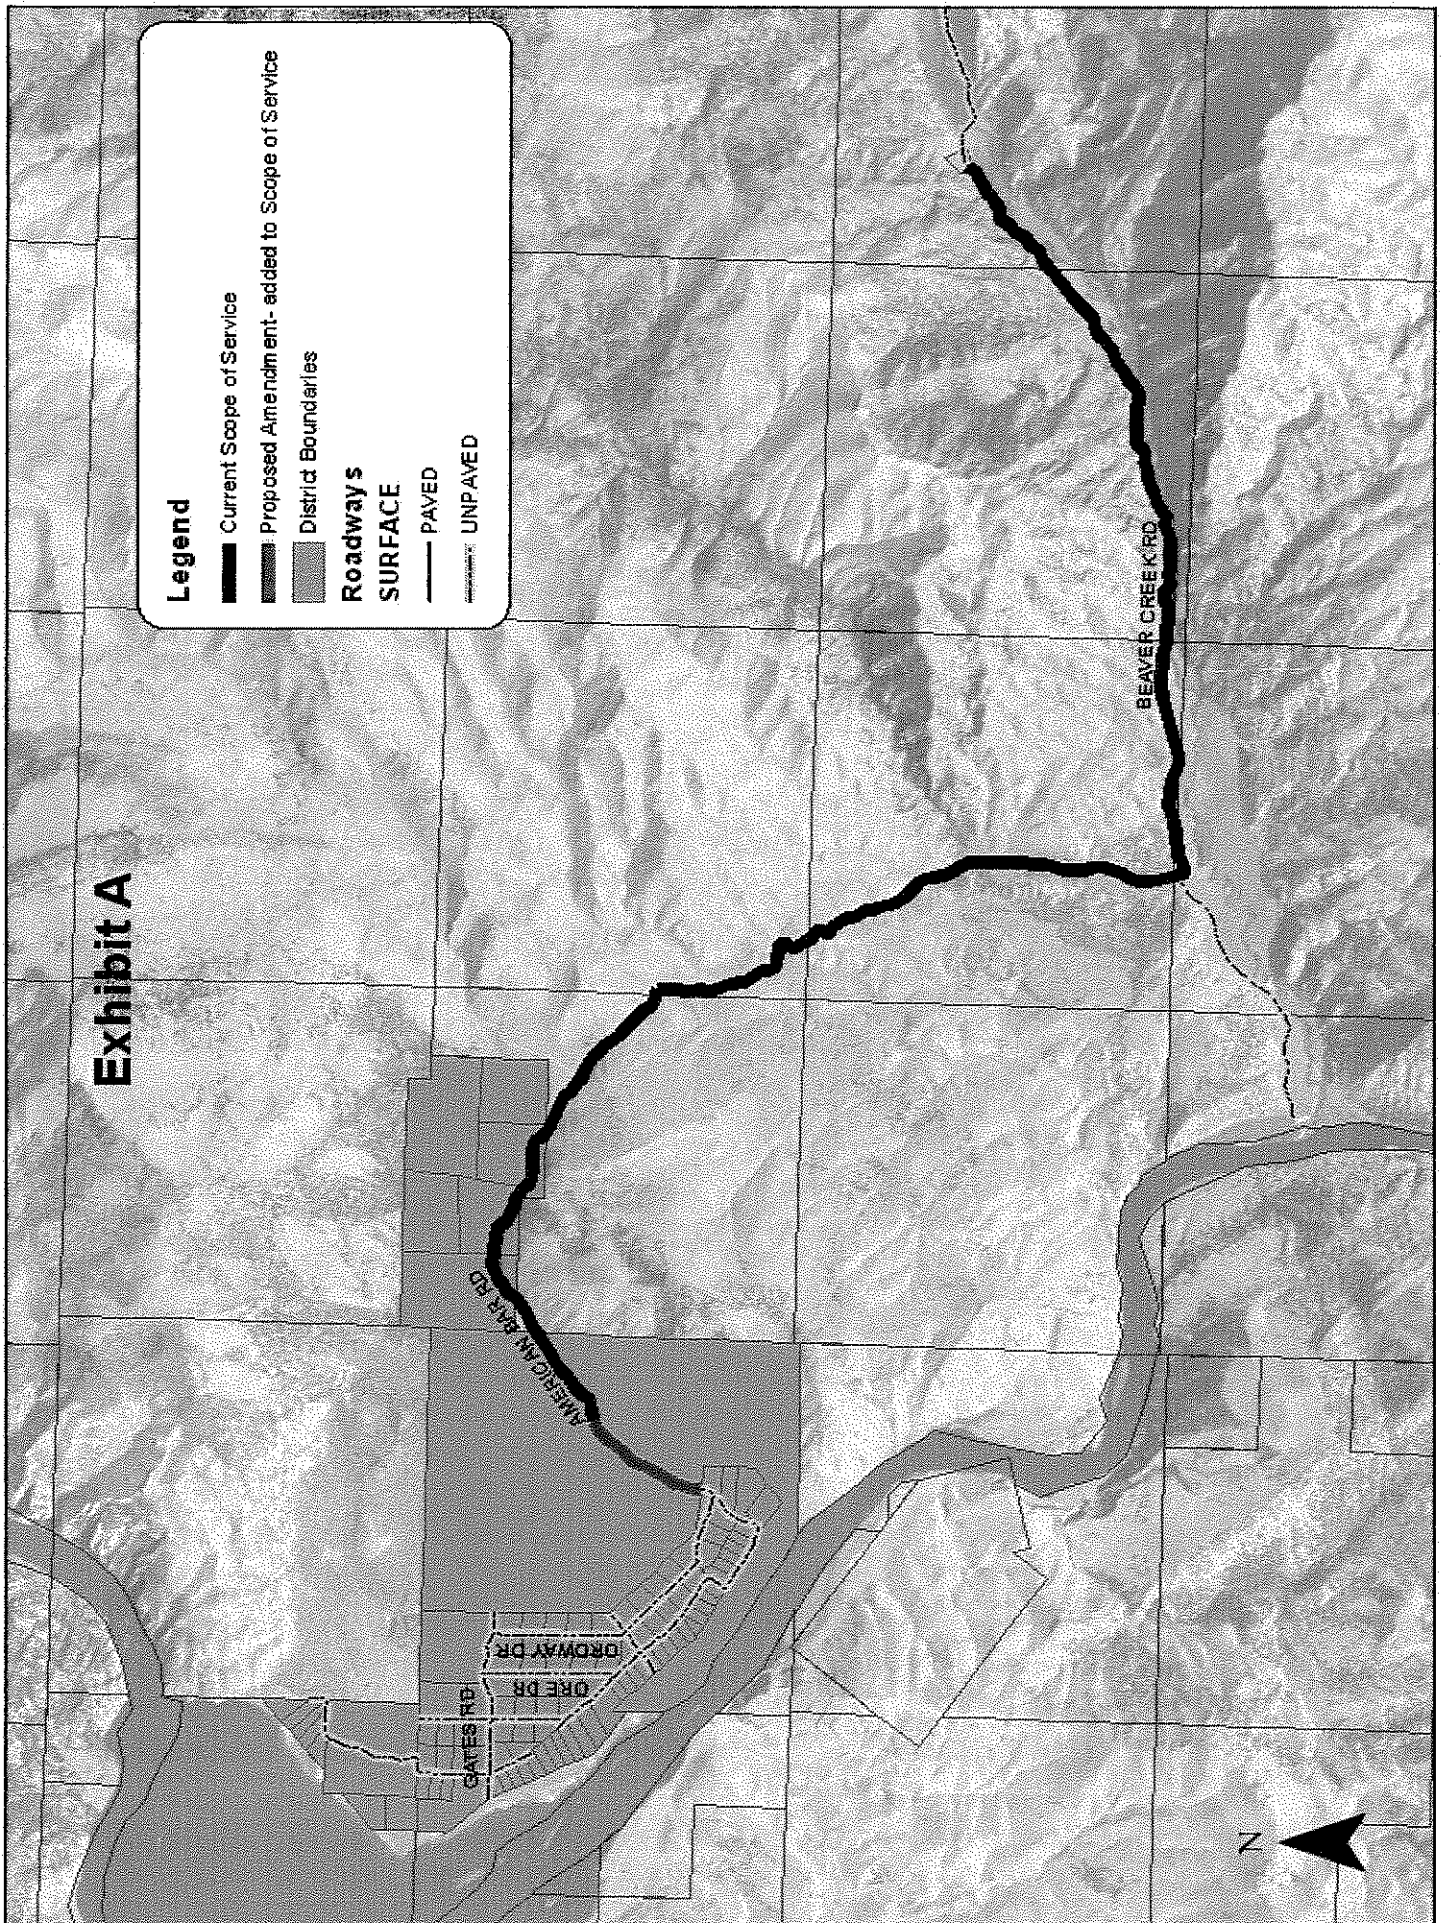 Exhibit A
Legend
Current Scope of Service
Proposed Amendment- added to Scope of Service
District Boundaries
Roadways
SURFACE
PAVED
UNPAVED
AMERICAN BAR RD
BEAVER CREEK RD
GATES RD
ORE DR
ORDWAY DR
N